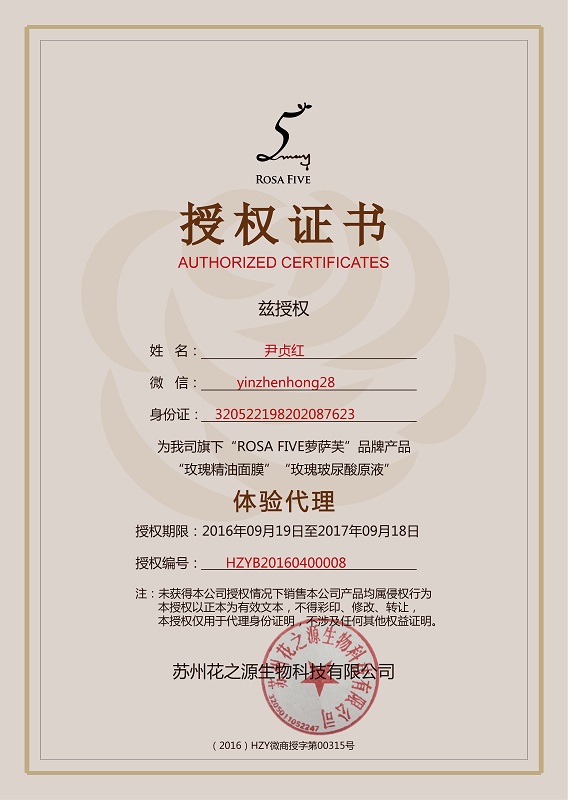 5
may
ROSA FIVE
授权证书
AUTHORIZED CERTIFICATES
兹授权
姓 名：尹贞红
微 信：yinzhenhong28
身份证：320522198202087623
为我司旗下“ROSA FIVE萝萨芙”品牌产品
“玫瑰精油面膜”“玫瑰玻尿酸原液”
体验代理
授权期限：2016年09月19日至2017年09月18日
授权编号：HZYB20160400008
注：未获得本公司授权情况下销售本公司产品均属侵权行为
本授权以正本为有效文本，不得彩印、修改、转让，
本授权仅用于代理身份证明，不涉及任何其他权益证明。
苏州花之源生物科技有限公司
苏州花之源生物科技有限公司
3205011052247
（2016）HZY微商授字第00315号